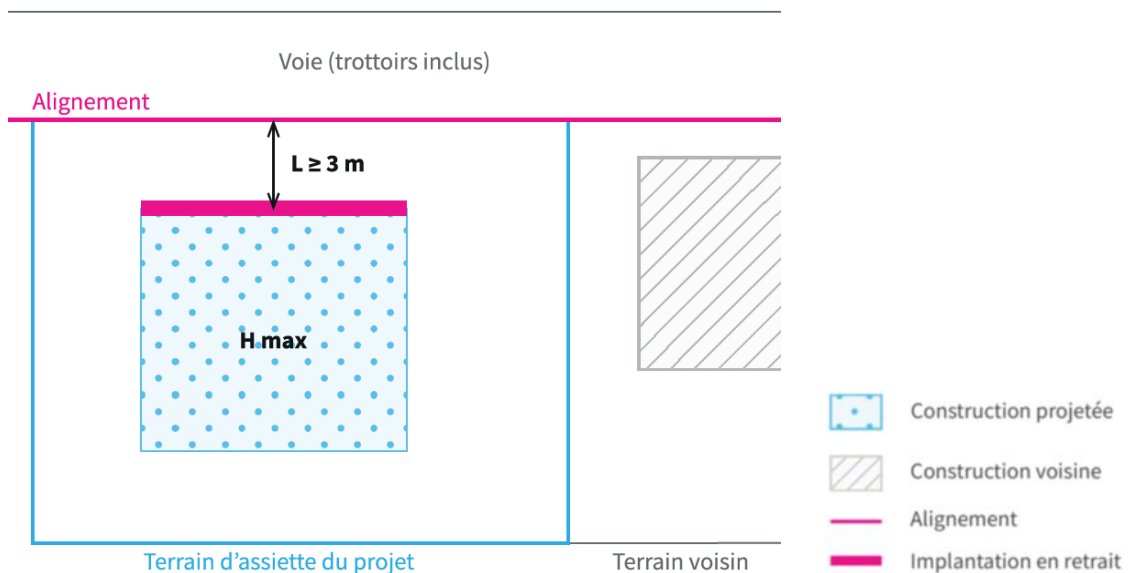 Voie (trottoirs inclus)
Alignement
L ≥ 3 m
H max
Construction projetée
Construction voisine
Alignement
Implantation en retrait
Terrain d’assiette du projet
Terrain voisin